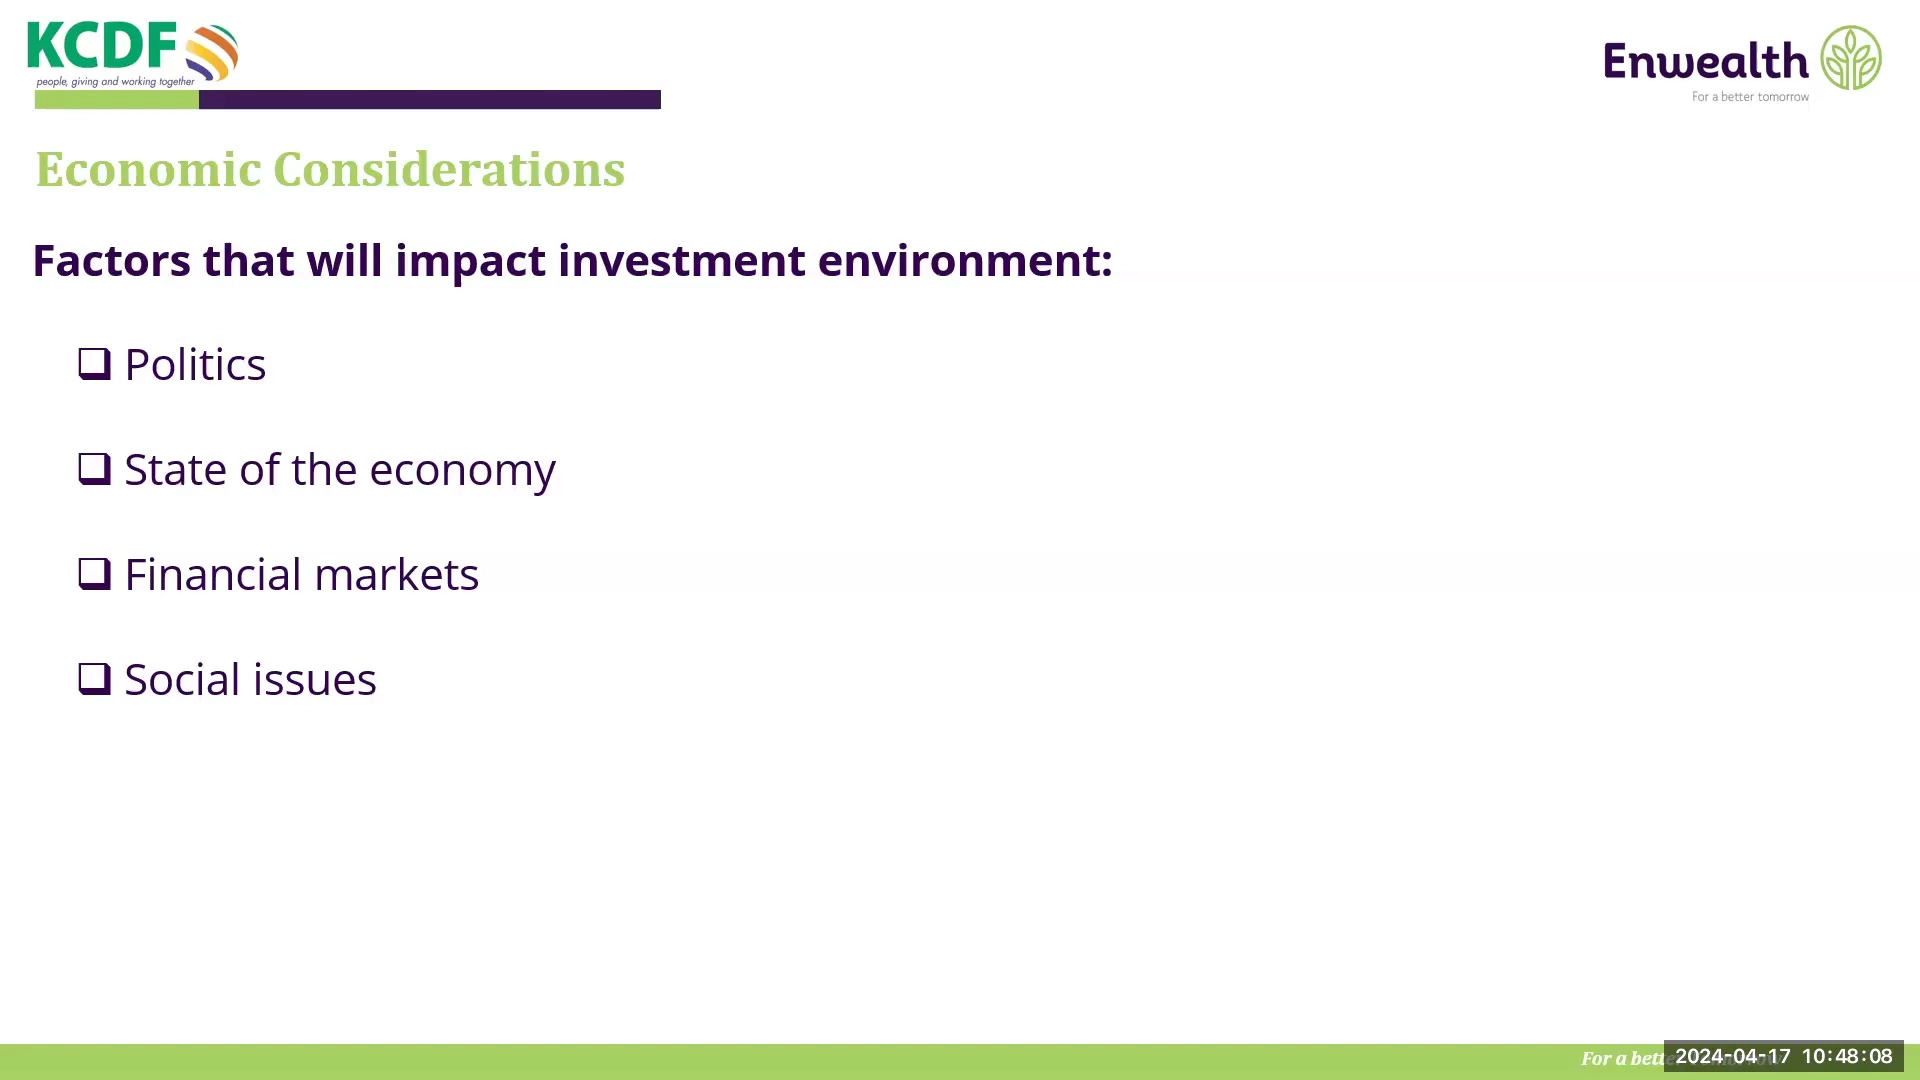 KCDF
people, giving and working together
Enwealth
For a better tomorrow
Economic Considerations
Factors that will impact investment environment:
Politics
State of the economy
Financial markets
Social issues
For a bett
2024-04-17 10:48:08